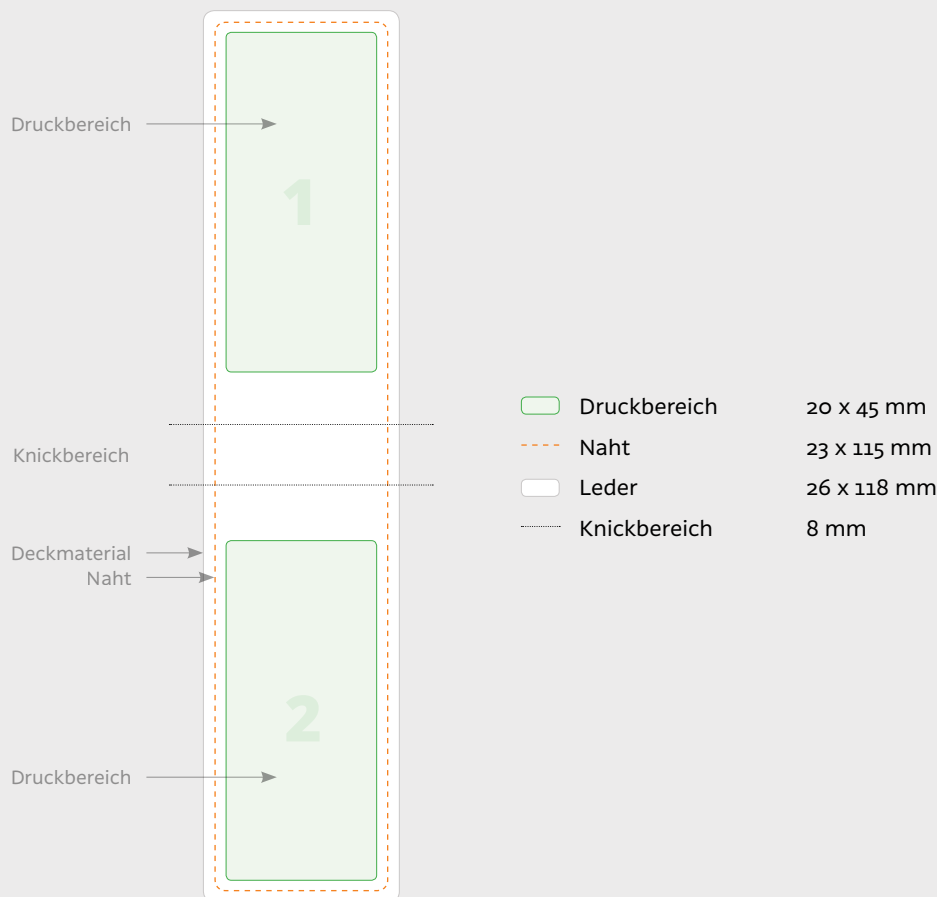 Druckbereich
1
Knickbereich
Deckmaterial
Naht
2
Druckbereich
Druckbereich 20 x 45 mm
Naht 23 x 115 mm
Leder 26 x 118 mm
Knickbereich 8 mm